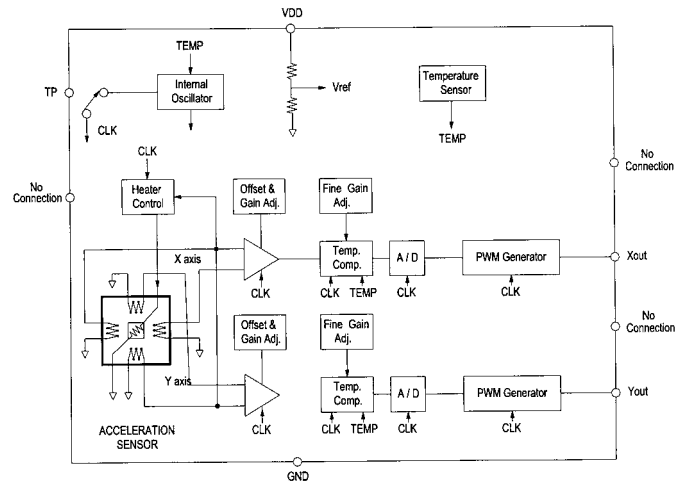 VDD
TEMP
Internal
Oscillator
TP
CLK
Vref
Temperature
Sensor
TEMP
No
Connection
CLK
Heater
Control
No
Connection
Offset &
Gain Adj.
Fine Gain
Adj.
X axis
Temp.
Comp.
A / D
PWM Generator
Xout
CLK
CLK
TEMP
CLK
CLK
No
Connection
Offset &
Gain Adj.
Fine Gain
Adj.
Y axis
Temp.
Comp.
A / D
PWM Generator
Yout
CLK
CLK
TEMP
CLK
CLK
ACCELERATION
SENSOR
GND